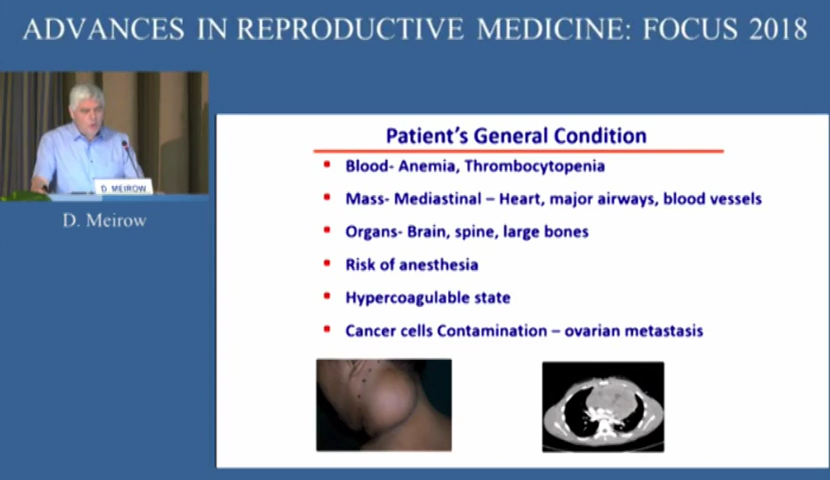 ADVANCES IN REPRODUCTIVE MEDICINE: FOCUS 2018
D. MEIROW
D. Meirow
Patient's General Condition
Blood- Anemia, Thrombocytopenia
Mass- Mediastinal – Heart, major airways, blood vessels
Organs- Brain, spine, large bones
Risk of anesthesia
Hypercoagulable state
Cancer cells Contamination – ovarian metastasis